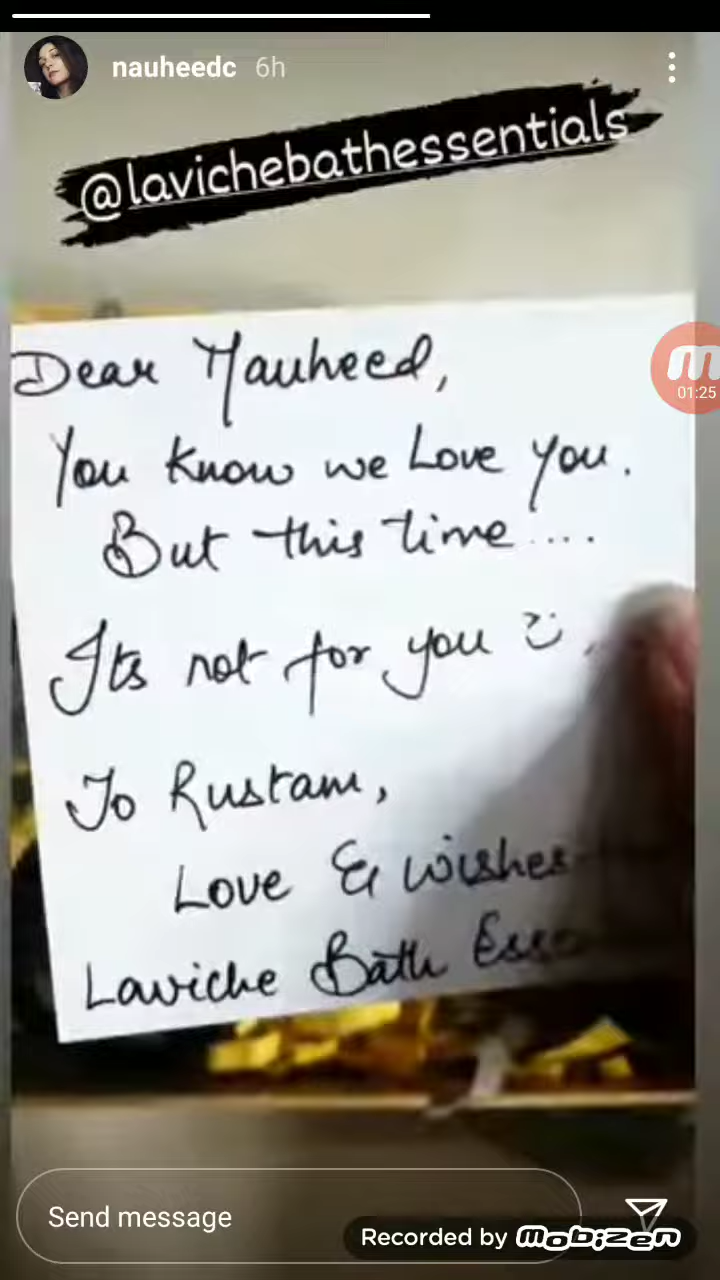 nauheedc 6h
@lavichebathessentials
m
01:25
Dear Nauheed,
You know we Love you.
But this time....
Its not for you
To Rustam,
Love & wishes
Laviche Bath
Send message
Recorded by mobizen